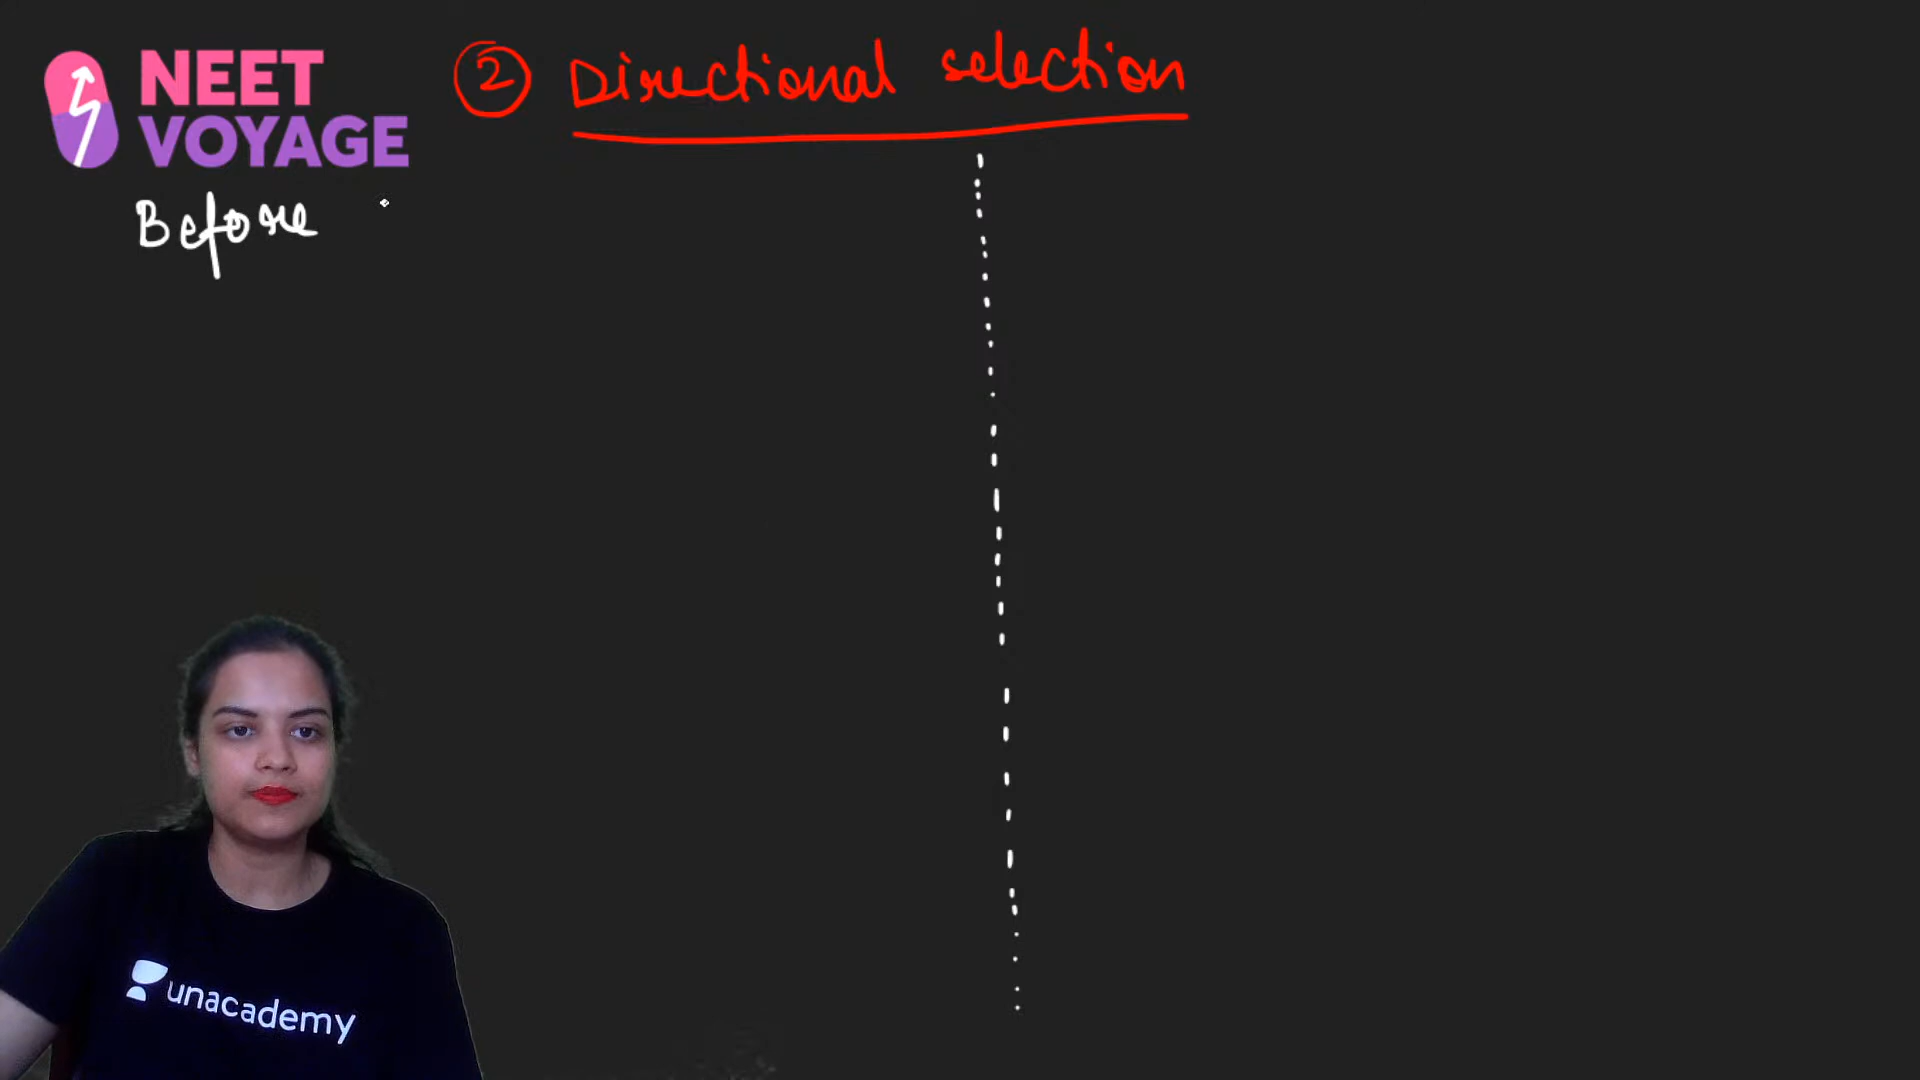 NEET
VOYAGE
② Directional selection
Before
unacademy